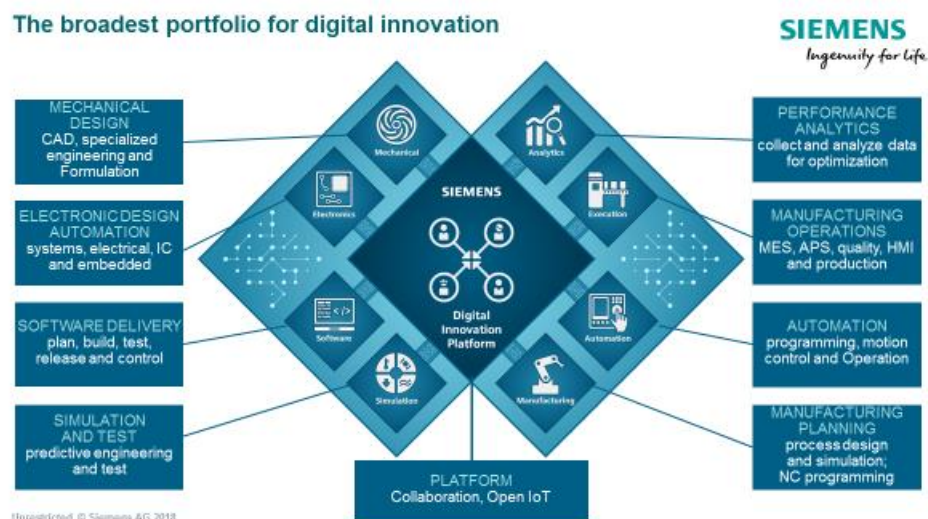 The broadest portfolio for digital innovation
SIEMENS
Ingenuity for life
MECHANICAL
DESIGN
CAD, specialized
engineering and
Formulation
ELECTRONIC DESIGN
AUTOMATION
systems, electrical, IC
and embedded
SOFTWARE DELIVERY
plan, build, test,
release and control
SIMULATION
AND TEST
predictive engineering
and test
Mechanical
Electronics
Software
Simulation
SIEMENS
Digital
Innovation
Platform
Analytics
Execution
Automation
Manufacturing
PERFORMANCE
ANALYTICS
collect and analyze data
for optimization
MANUFACTURING
OPERATIONS
MES, APS, quality, HMI
and production
AUTOMATION
programming, motion
control and Operation
MANUFACTURING
PLANNING
process design
and simulation;
NC programming
PLATFORM
Collaboration, Open IoT
Unrestricted © Siemens AG 2018